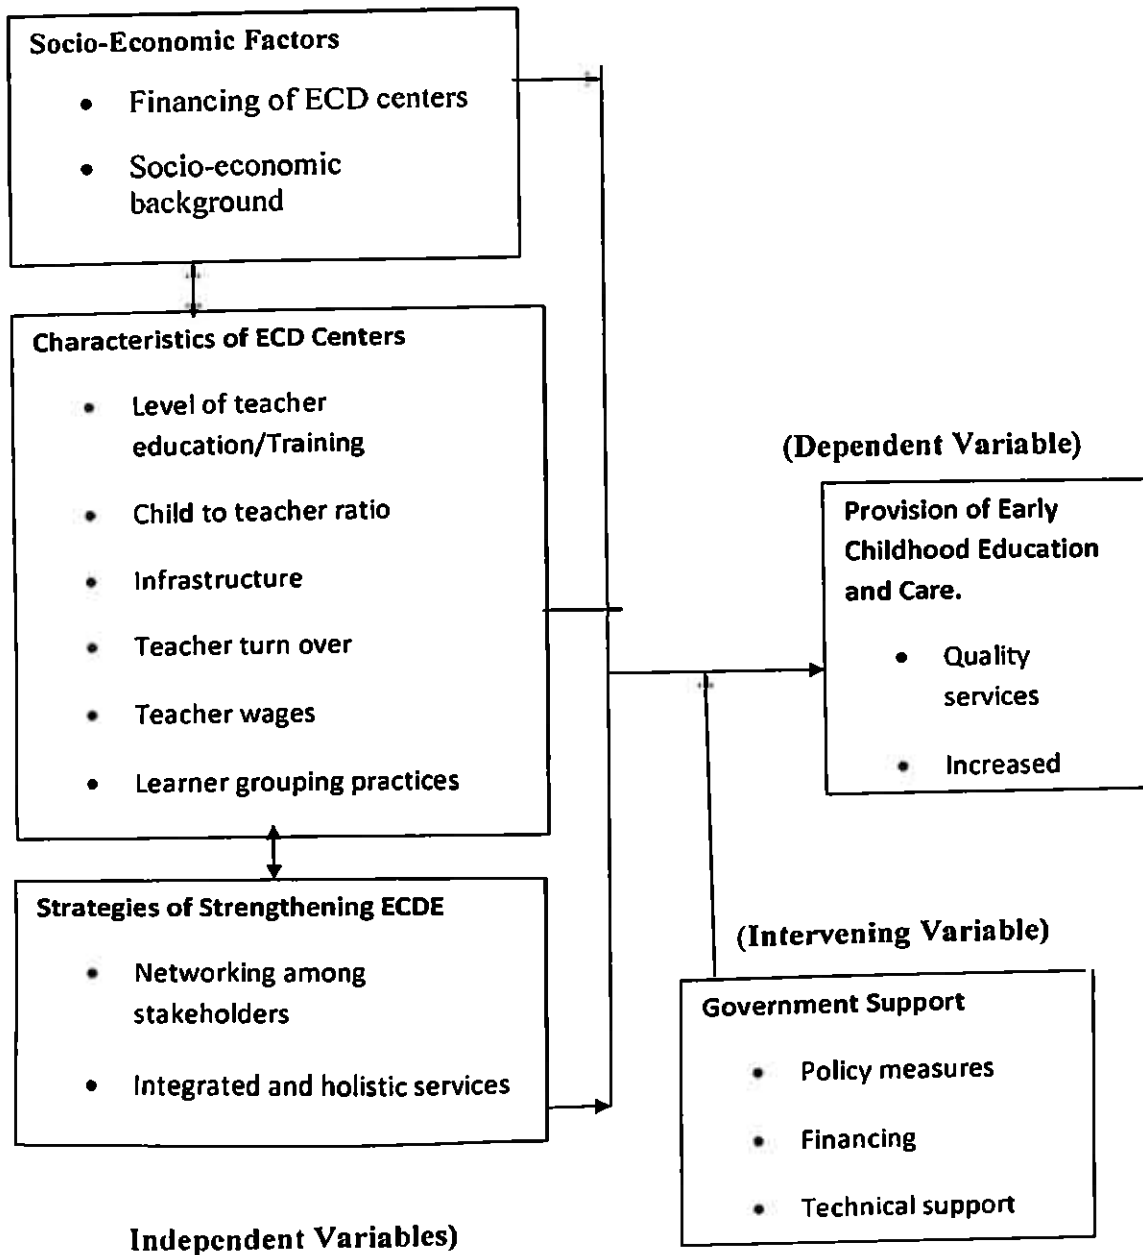 Socio-Economic Factors
• Financing of ECD centers
• Socio-economic
background
Characteristics of ECD Centers
• Level of teacher
education/Training
• Child to teacher ratio
• Infrastructure
• Teacher turn over
• Teacher wages
• Learner grouping practices
Strategies of Strengthening ECDE
• Networking among
stakeholders
• Integrated and holistic services
Independent Variables)
(Dependent Variable)
Provision of Early
Childhood Education
and Care.
• Quality
services
• Increased
(Intervening Variable)
Government Support
• Policy measures
• Financing
• Technical support